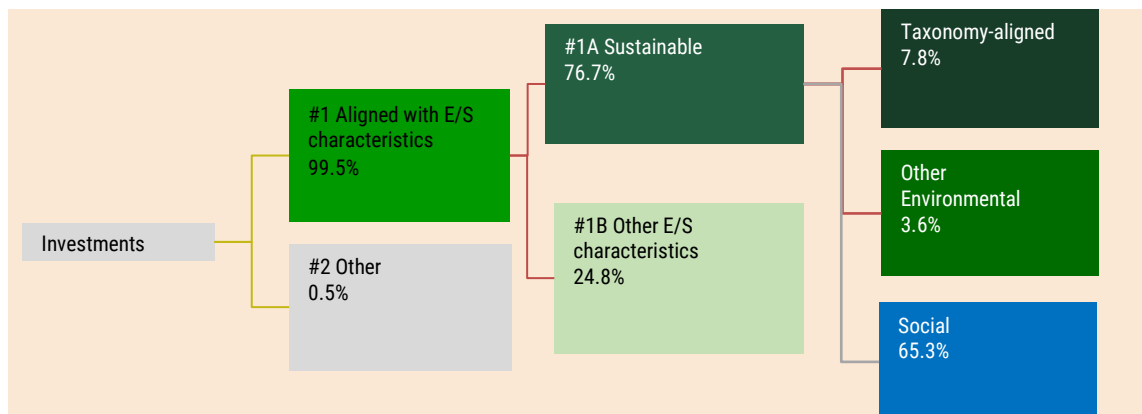 Investments
#1 Aligned with E/S
characteristics
99.5%
#2 Other
0.5%
#1A Sustainable
76.7%
#1B Other E/S
characteristics
24.8%
Taxonomy-aligned
7.8%
Other
Environmental
3.6%
Social
65.3%